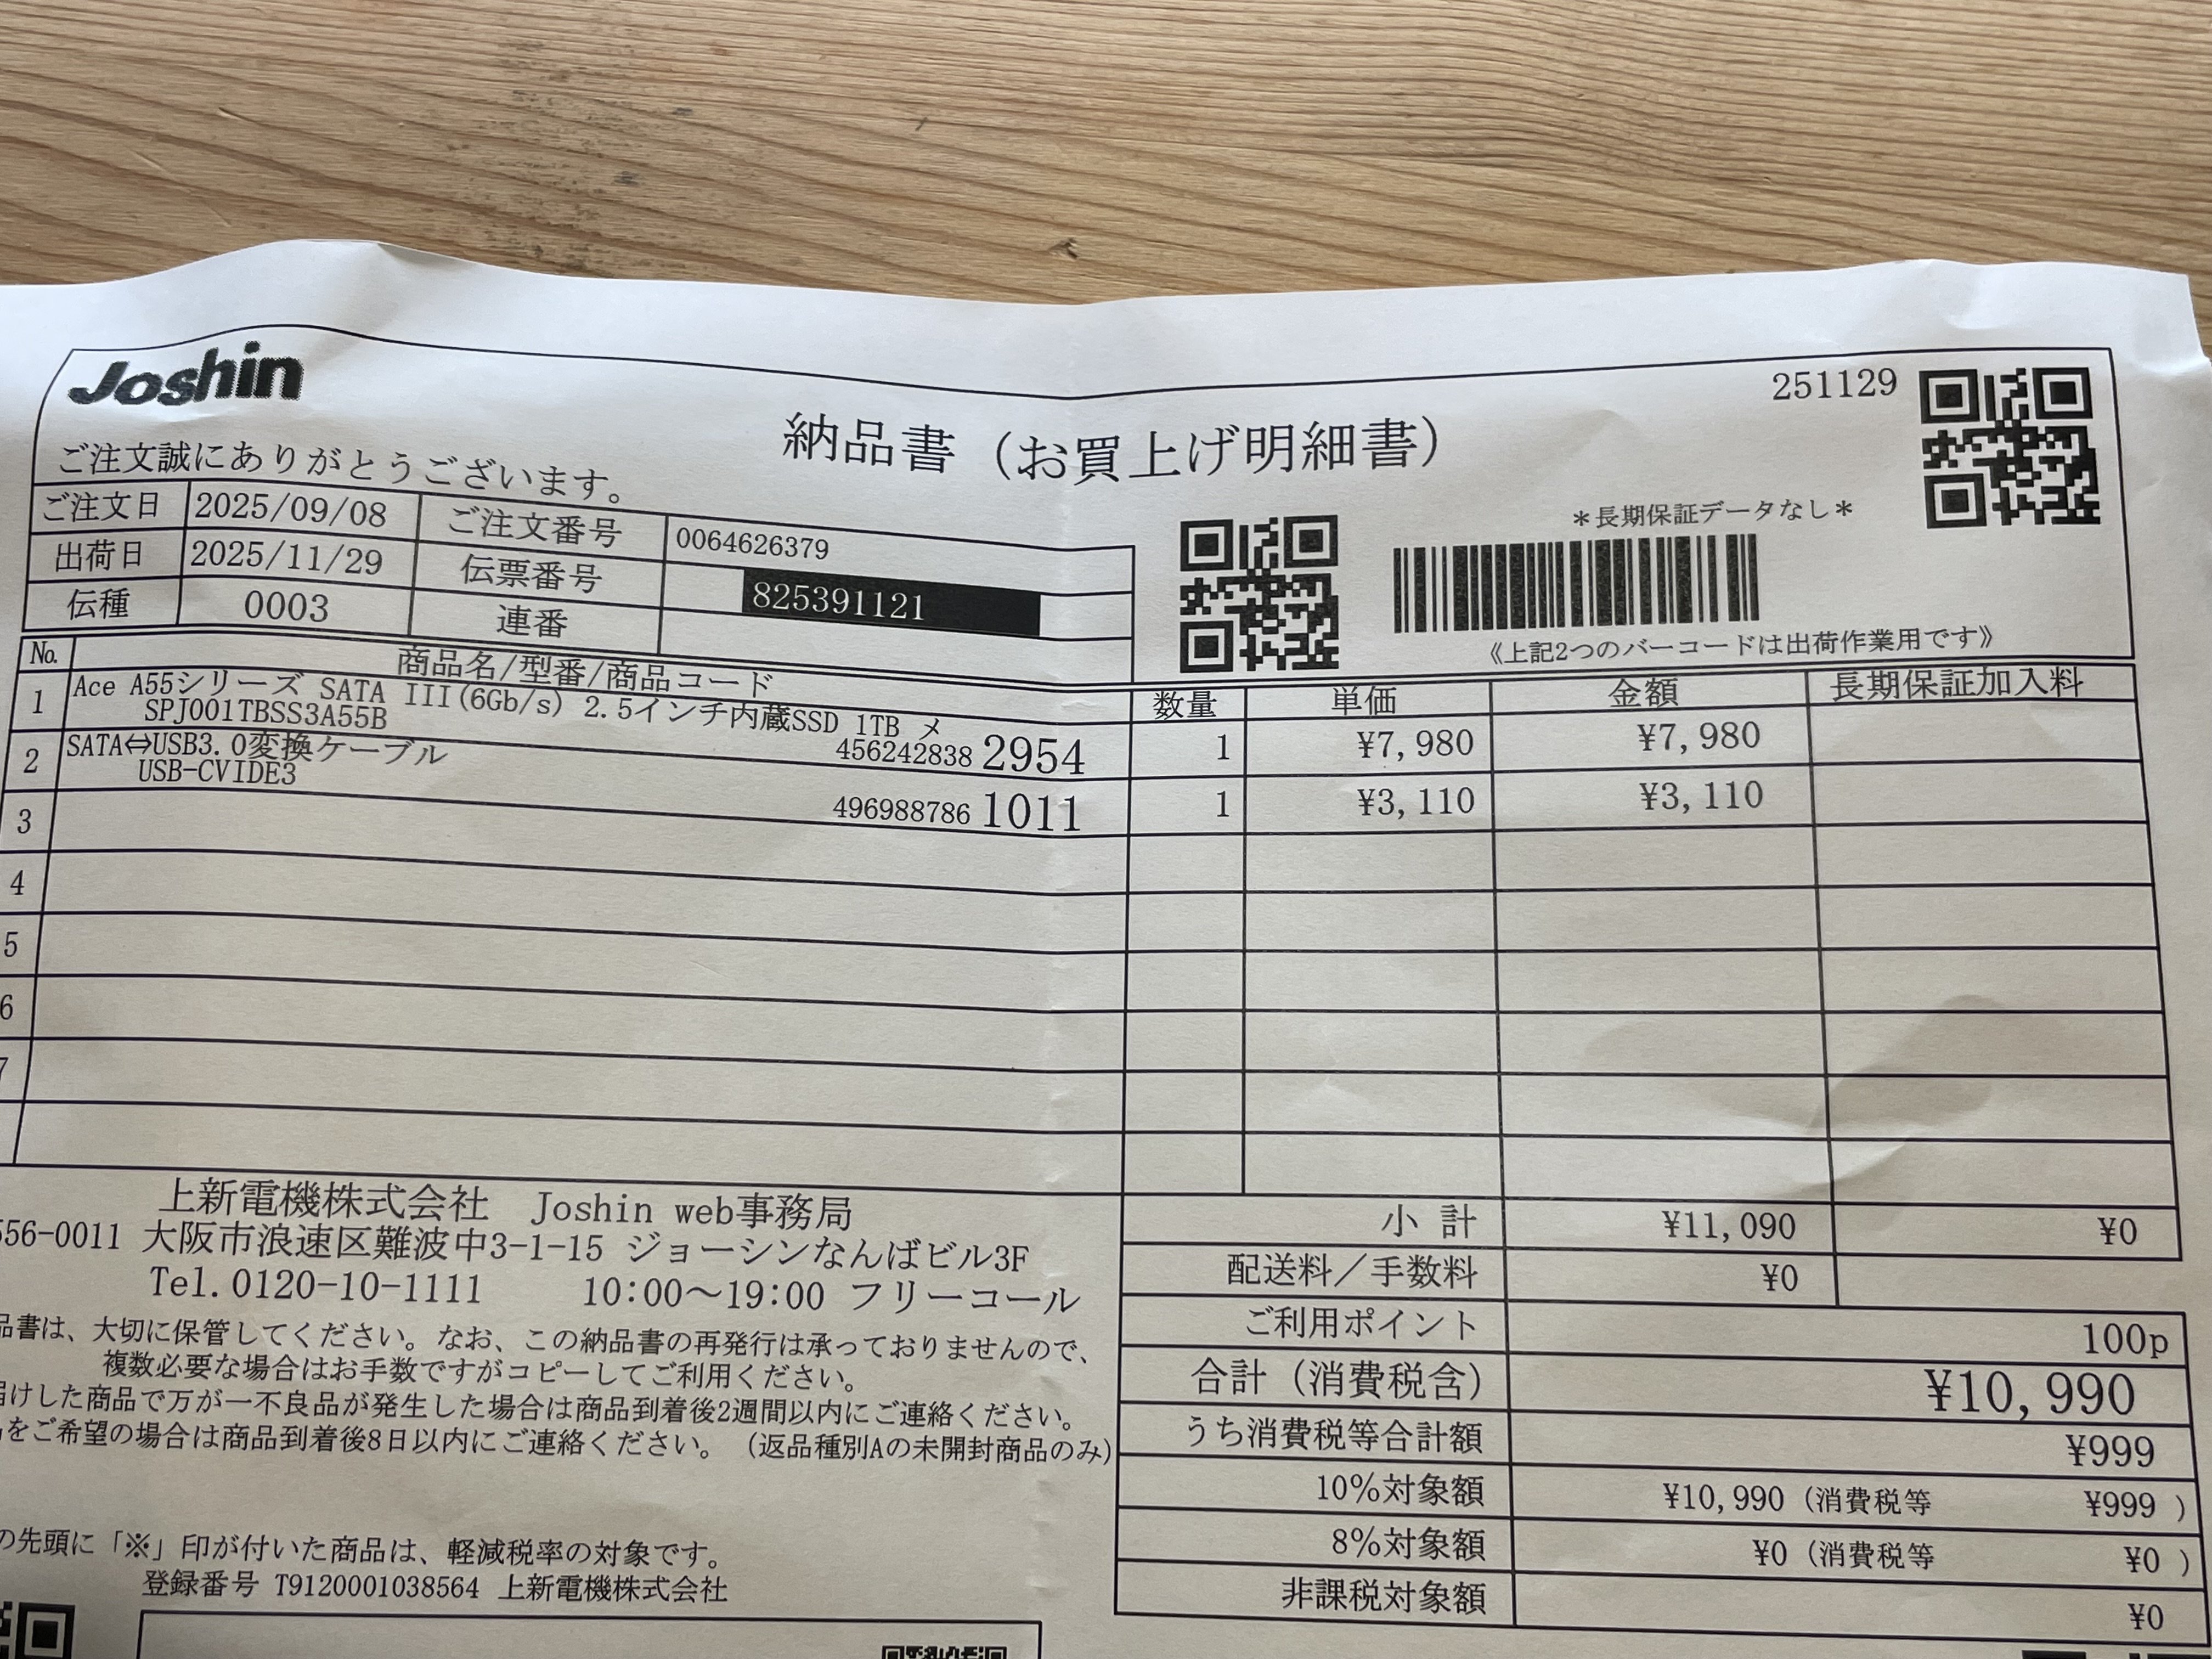 Joshin
251129
納品書（お買上げ明細書）
ご注文誠にありがとうございます。
ご注文日 2025/09/08 ご注文番号 0064626379
出荷日 2025/11/29 伝票番号 825391121
伝種 0003 連番
＊長期保証データなし＊
《上記2つのバーコードは出荷作業用です》
No. 商品名/型番/商品コード 数量 単価 金額 長期保証加入料
1 Ace A55シリーズ SATA III(6Gb/s) 2.5インチ内蔵SSD 1TB メ
SPJ001TBSS3A55B 456242838 2954 1 ¥7,980 ¥7,980
2 SATA⇔USB3.0変換ケーブル
USB-CVIDE3 496988786 1011 1 ¥3,110 ¥3,110
3
4
5
6
7
小計 ¥11,090 ¥0
配送料／手数料 ¥0
ご利用ポイント 100p
合計（消費税含） ¥10,990
うち消費税等合計額 ¥999
10%対象額 ¥10,990（消費税等 ¥999 ）
8%対象額 ¥0（消費税等 ¥0 ）
非課税対象額 ¥0
上新電機株式会社 Joshin web事務局
556-0011 大阪市浪速区難波中3-1-15 ジョーシンなんばビル3F
Tel.0120-10-1111 10:00～19:00 フリーコール
品書は、大切に保管してください。なお、この納品書の再発行は承っておりませんので、
複数必要な場合はお手数ですがコピーしてご利用ください。
届けした商品で万が一不良品が発生した場合は商品到着後2週間以内にご連絡ください。
をご希望の場合は商品到着後8日以内にご連絡ください。（返品種別Aの未開封商品のみ）
の先頭に「※」印が付いた商品は、軽減税率の対象です。
登録番号 T9120001038564 上新電機株式会社